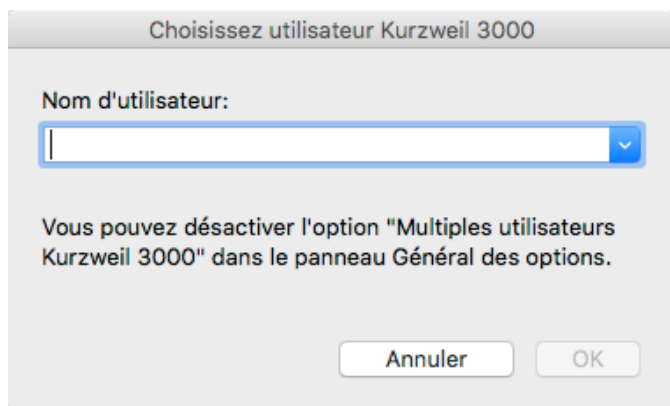 Choisissez utilisateur Kurzweil 3000
Nom d'utilisateur:
Vous pouvez désactiver l'option "Multiples utilisateurs
Kurzweil 3000" dans le panneau Général des options.
Annuler OK